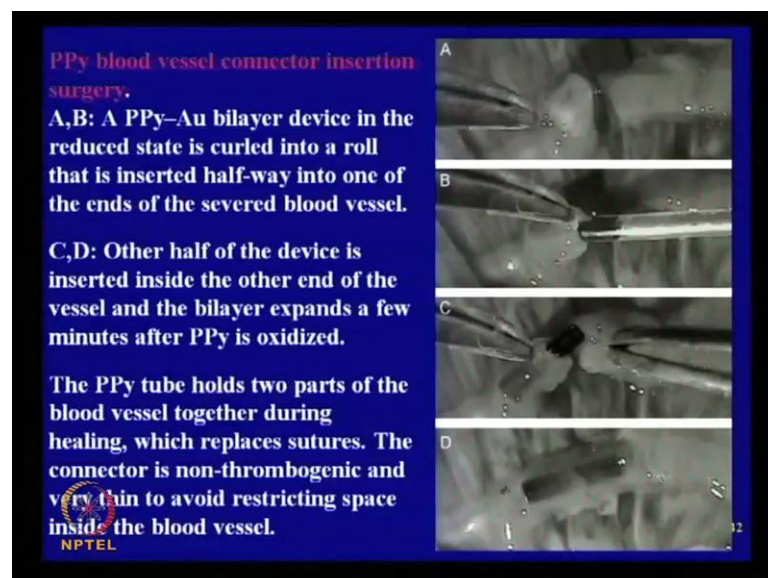 PPy blood vessel connector insertion
surgery.
A,B: A PPy–Au bilayer device in the
reduced state is curled into a roll
that is inserted half-way into one of
the ends of the severed blood vessel.
C,D: Other half of the device is
inserted inside the other end of the
vessel and the bilayer expands a few
minutes after PPy is oxidized.
The PPy tube holds two parts of the
blood vessel together during
healing, which replaces sutures. The
connector is non-thrombogenic and
very thin to avoid restricting space
inside the blood vessel.
NPTEL
A
B
C
D